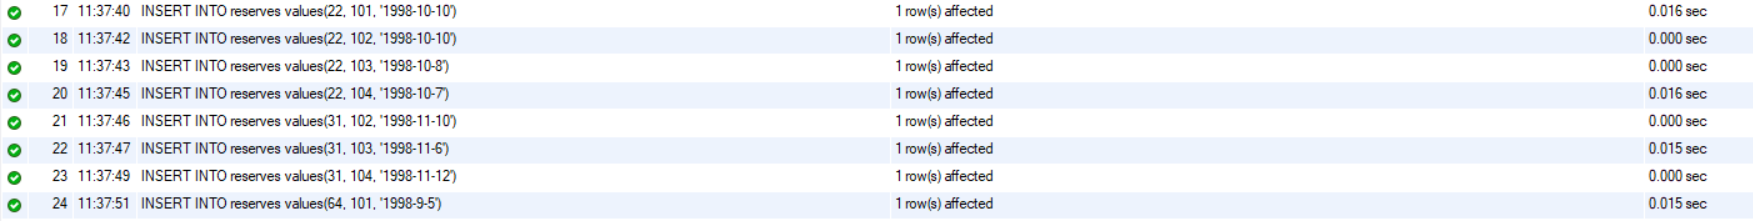 17 11:37:40 INSERT INTO reserves values(22, 101, '1998-10-10') 1 row(s) affected 0.016 sec
18 11:37:42 INSERT INTO reserves values(22, 102, '1998-10-10') 1 row(s) affected 0.000 sec
19 11:37:43 INSERT INTO reserves values(22, 103, '1998-10-8') 1 row(s) affected 0.000 sec
20 11:37:45 INSERT INTO reserves values(22, 104, '1998-10-7') 1 row(s) affected 0.016 sec
21 11:37:46 INSERT INTO reserves values(31, 102, '1998-11-10') 1 row(s) affected 0.000 sec
22 11:37:47 INSERT INTO reserves values(31, 103, '1998-11-6') 1 row(s) affected 0.015 sec
23 11:37:49 INSERT INTO reserves values(31, 104, '1998-11-12') 1 row(s) affected 0.000 sec
24 11:37:51 INSERT INTO reserves values(64, 101, '1998-9-5') 1 row(s) affected 0.015 sec